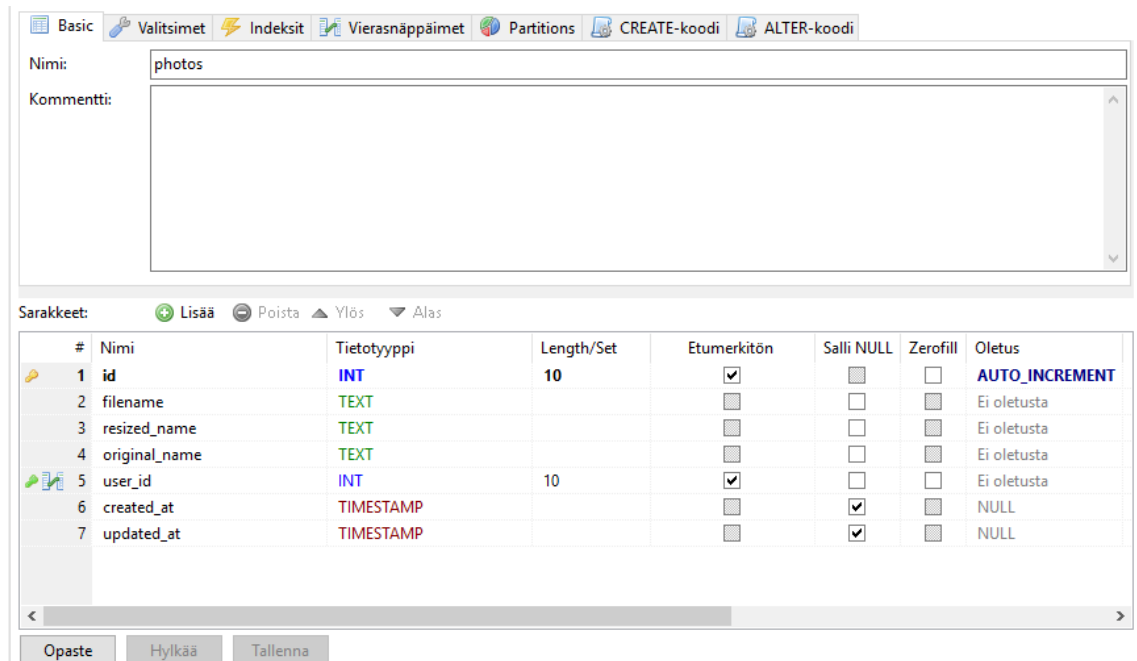 Basic Valitsimet Indeksit Vierasnäppäimet Partitions CREATE-koodi ALTER-koodi
Nimi: photos
Kommentti:
Sarakkeet: Lisää Poista Ylös Alas
# Nimi Tietotyyppi Length/Set Etumerkitön Salli NULL Zerofill Oletus
1 id INT 10 AUTO_INCREMENT
2 filename TEXT Ei oletusta
3 resized_name TEXT Ei oletusta
4 original_name TEXT Ei oletusta
5 user_id INT 10 Ei oletusta
6 created_at TIMESTAMP NULL
7 updated_at TIMESTAMP NULL
Opaste Hylkää Tallenna